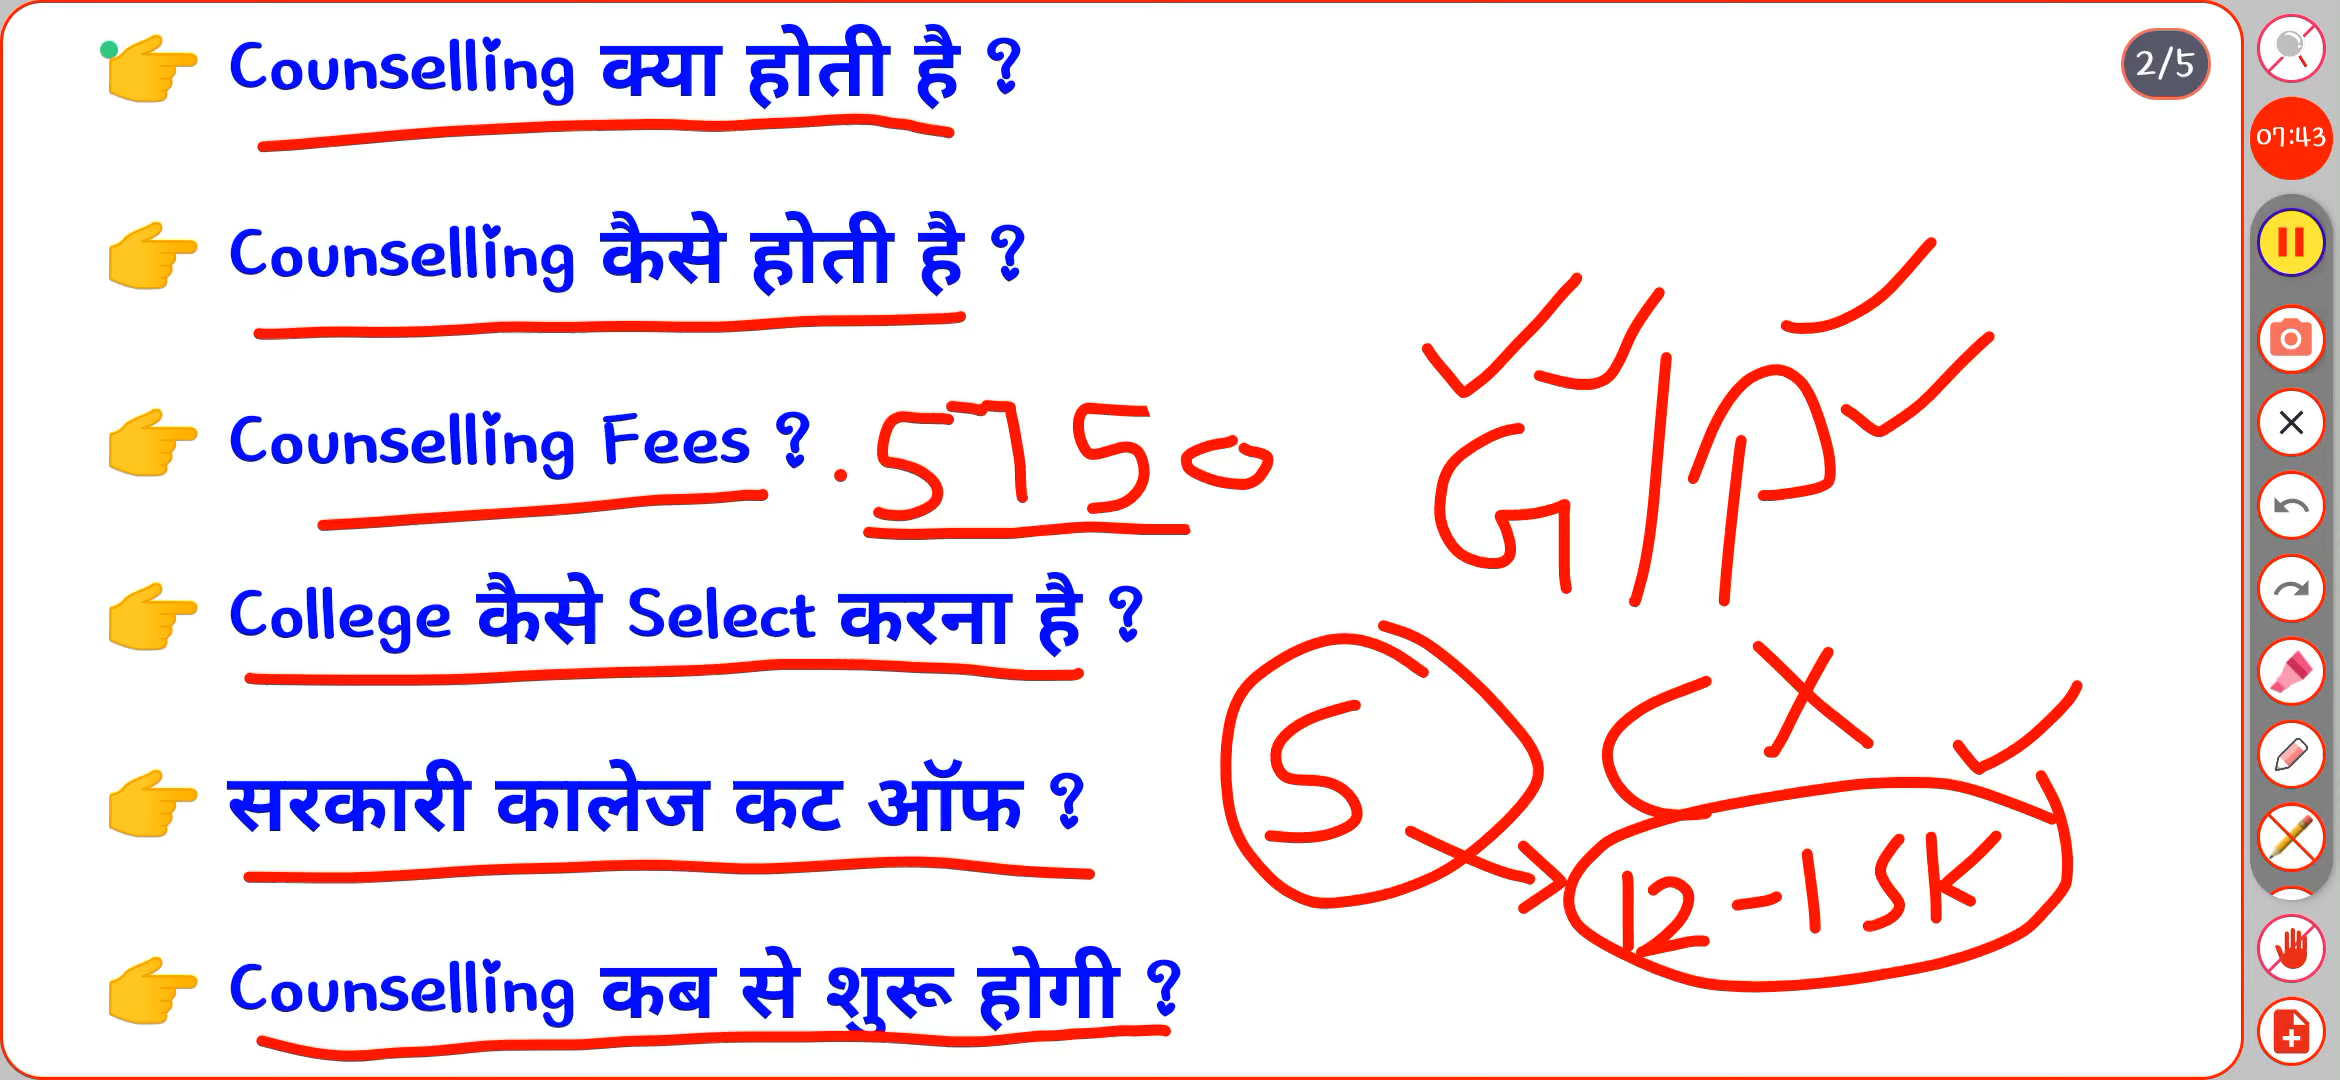 Counselling क्या होती है ?
2/5
07:43
Counselling कैसे होती है ?
Counselling Fees ? . 5750
G/P
College कैसे Select करना है ?
S
सरकारी कालेज कट ऑफ ?
12-15K
Counselling कब से शुरू होगी ?